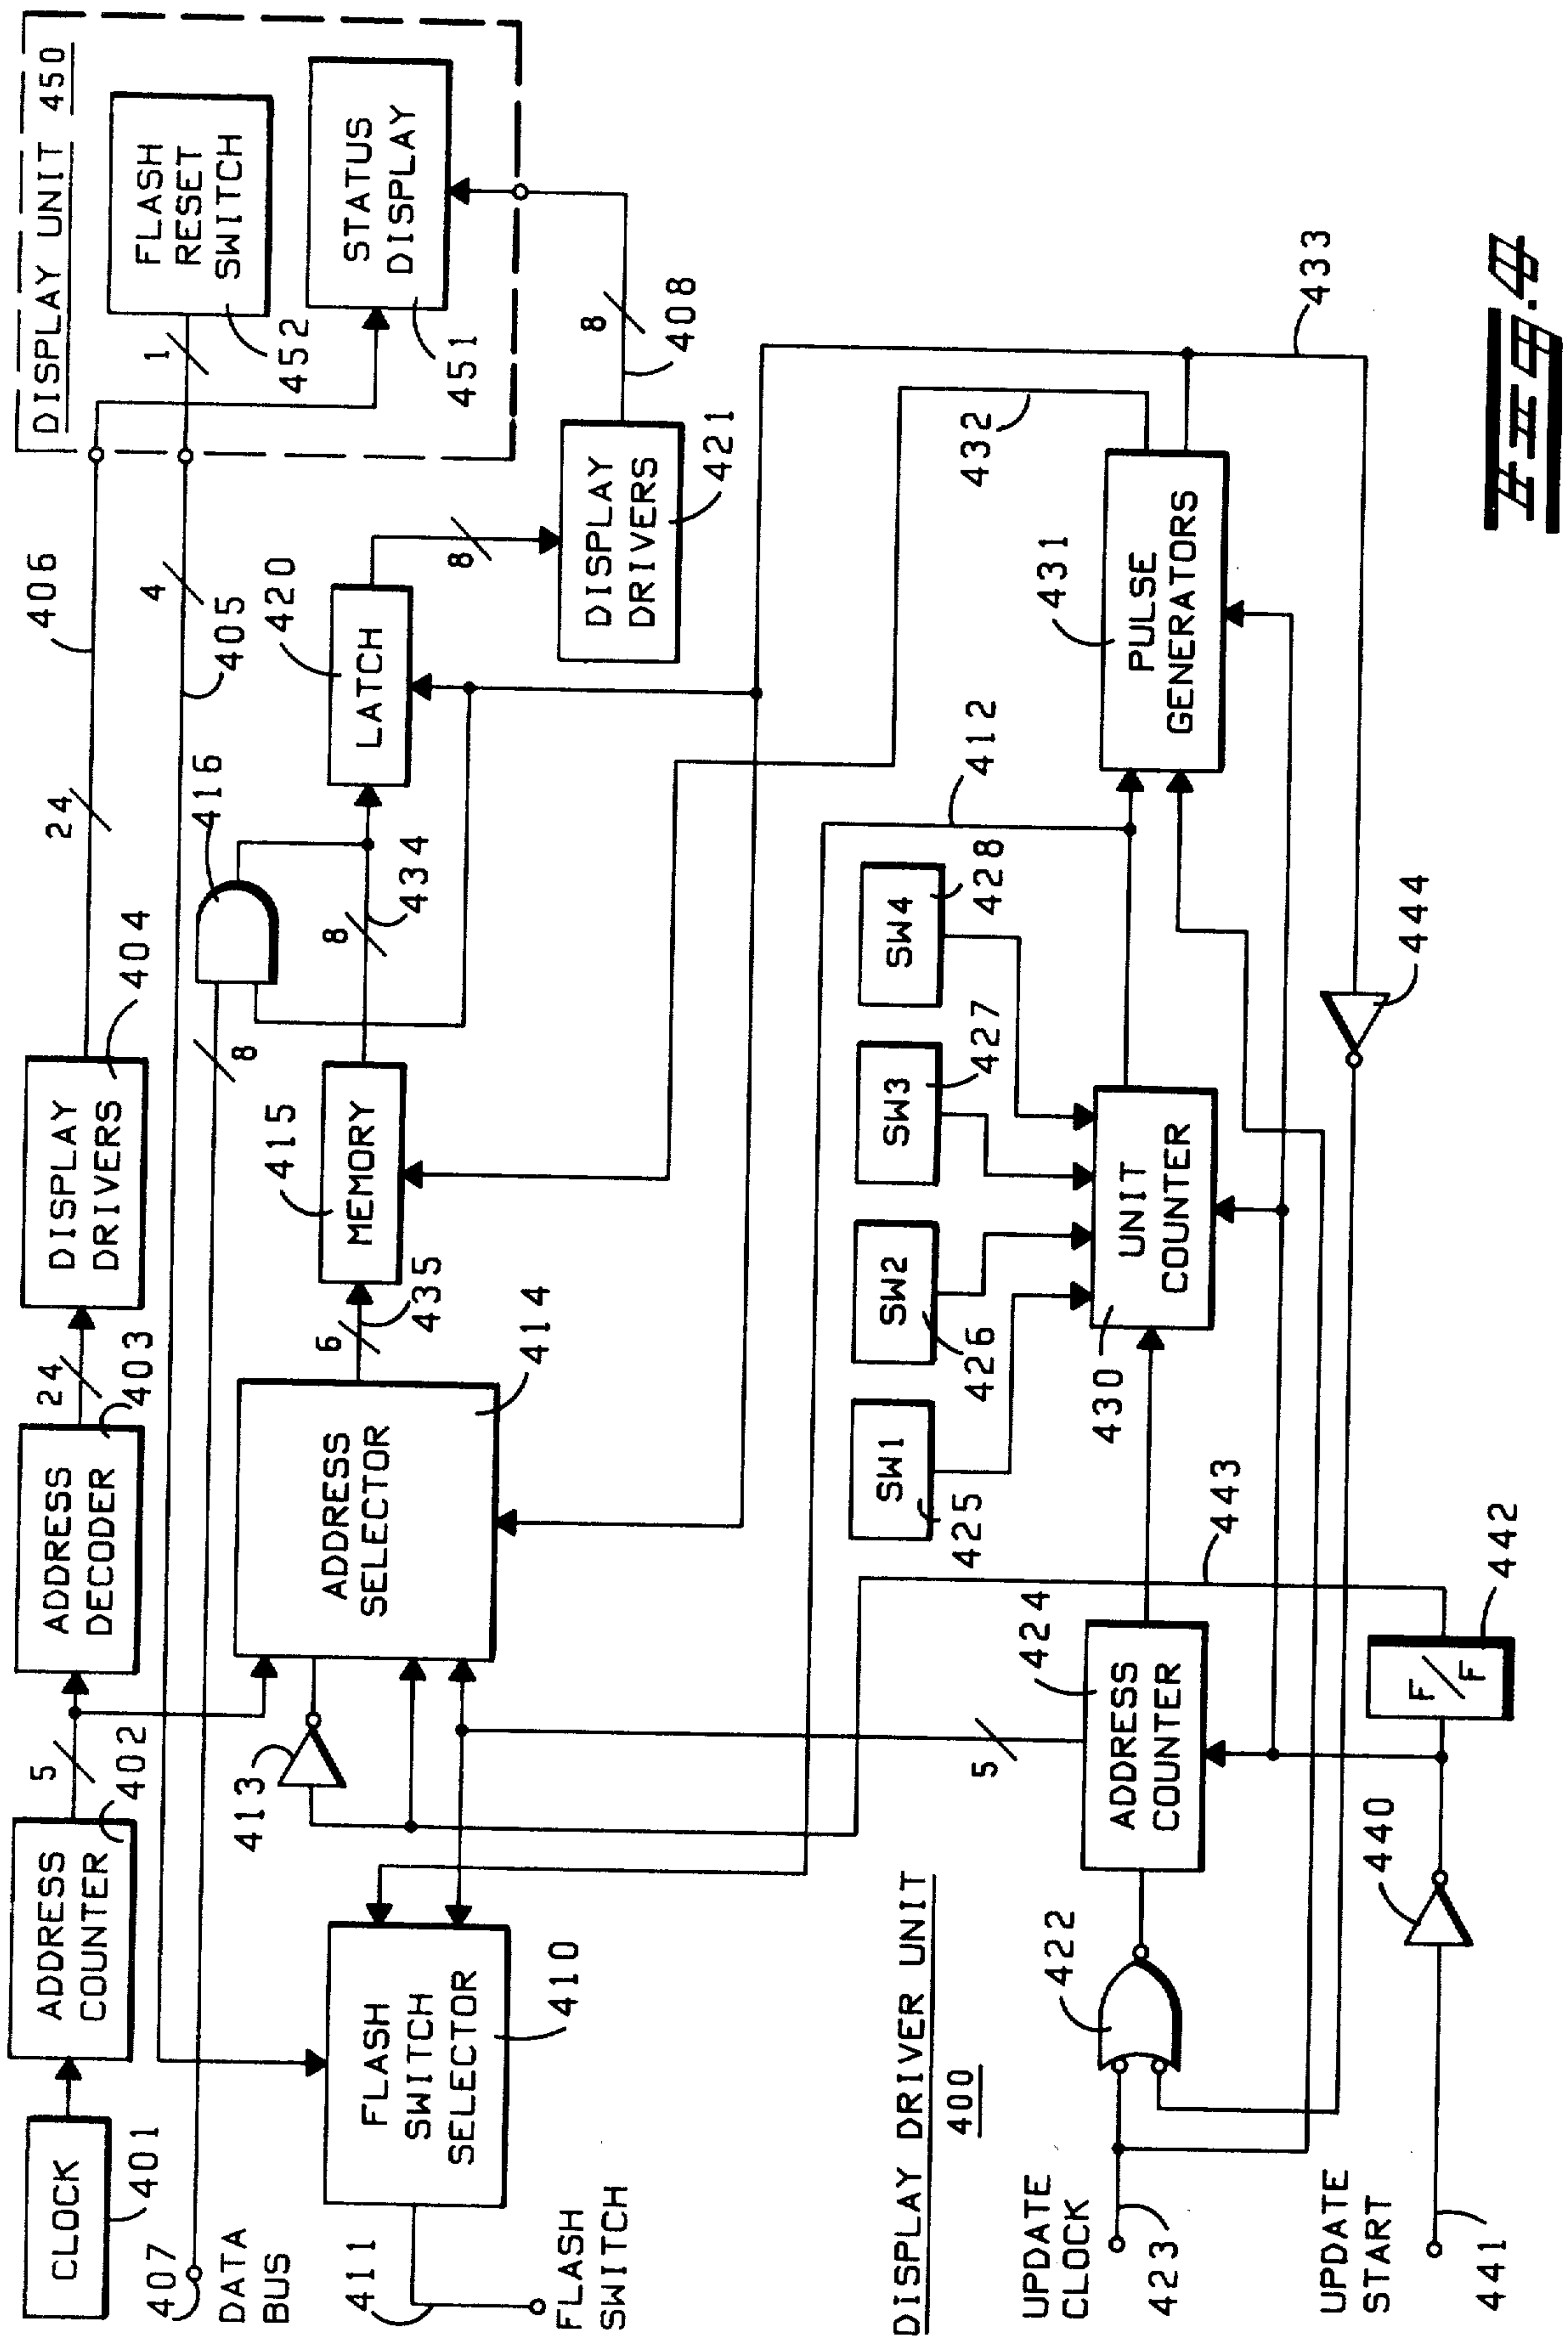 DISPLAY UNIT 450
FLASH
RESET
SWITCH
452
STATUS
DISPLAY
451
1
4
405
406
24
8
408
CLOCK
401
ADDRESS
COUNTER
402
5
ADDRESS
DECODER
403
24
DISPLAY
DRIVERS
404
407
DATA
BUS
8
416
FLASH
SWITCH
SELECTOR
410
411
FLASH
SWITCH
413
ADDRESS
SELECTOR
414
6
435
MEMORY
415
8
434
LATCH
420
8
DISPLAY
DRIVERS
421
DISPLAY DRIVER UNIT
400
SW1
425
SW2
426
SW3
427
SW4
428
412
432
433
UPDATE
CLOCK
423
422
ADDRESS
COUNTER
424
5
UNIT
COUNTER
430
PULSE
GENERATORS
431
UPDATE
START
441
440
F/F
442
443
444
Fig. 4